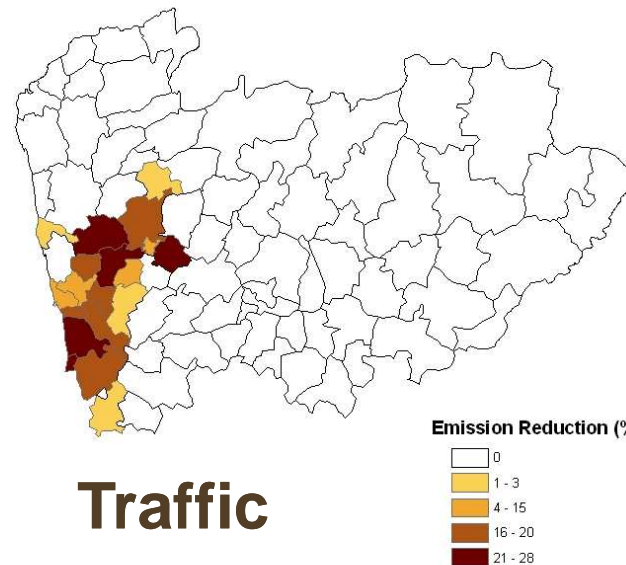 Emission Reduction (%
0
1 - 3
4 - 15
16 - 20
21 - 28
Traffic